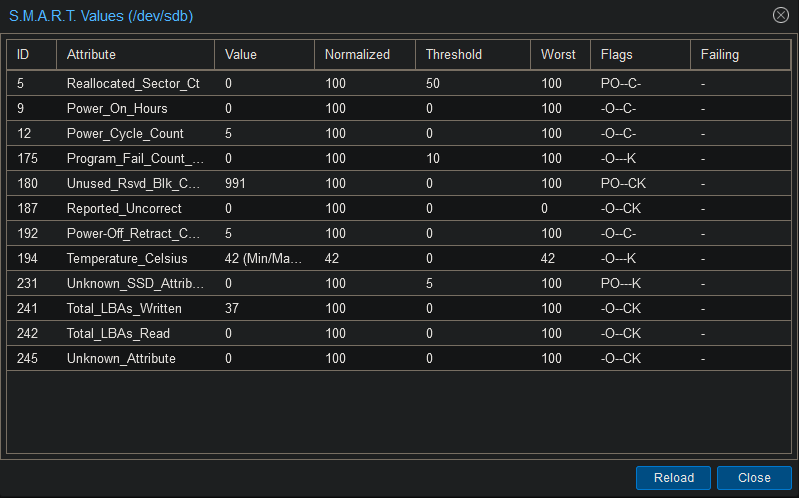 S.M.A.R.T. Values (/dev/sdb)
ID Attribute Value Normalized Threshold Worst Flags Failing
5 Reallocated_Sector_Ct 0 100 50 100 PO--C- -
9 Power_On_Hours 0 100 0 100 -O--C- -
12 Power_Cycle_Count 5 100 0 100 -O--C- -
175 Program_Fail_Count_... 0 100 10 100 -O---K -
180 Unused_Rsvd_Blk_C... 991 100 0 100 PO--CK -
187 Reported_Uncorrect 0 100 0 0 -O--CK -
192 Power-Off_Retract_C... 5 100 0 100 -O--C- -
194 Temperature_Celsius 42 (Min/Ma... 42 0 42 -O---K -
231 Unknown_SSD_Attrib... 0 100 5 100 PO---K -
241 Total_LBAs_Written 37 100 0 100 -O--CK -
242 Total_LBAs_Read 0 100 0 100 -O--CK -
245 Unknown_Attribute 0 100 0 100 -O--CK -
Reload Close